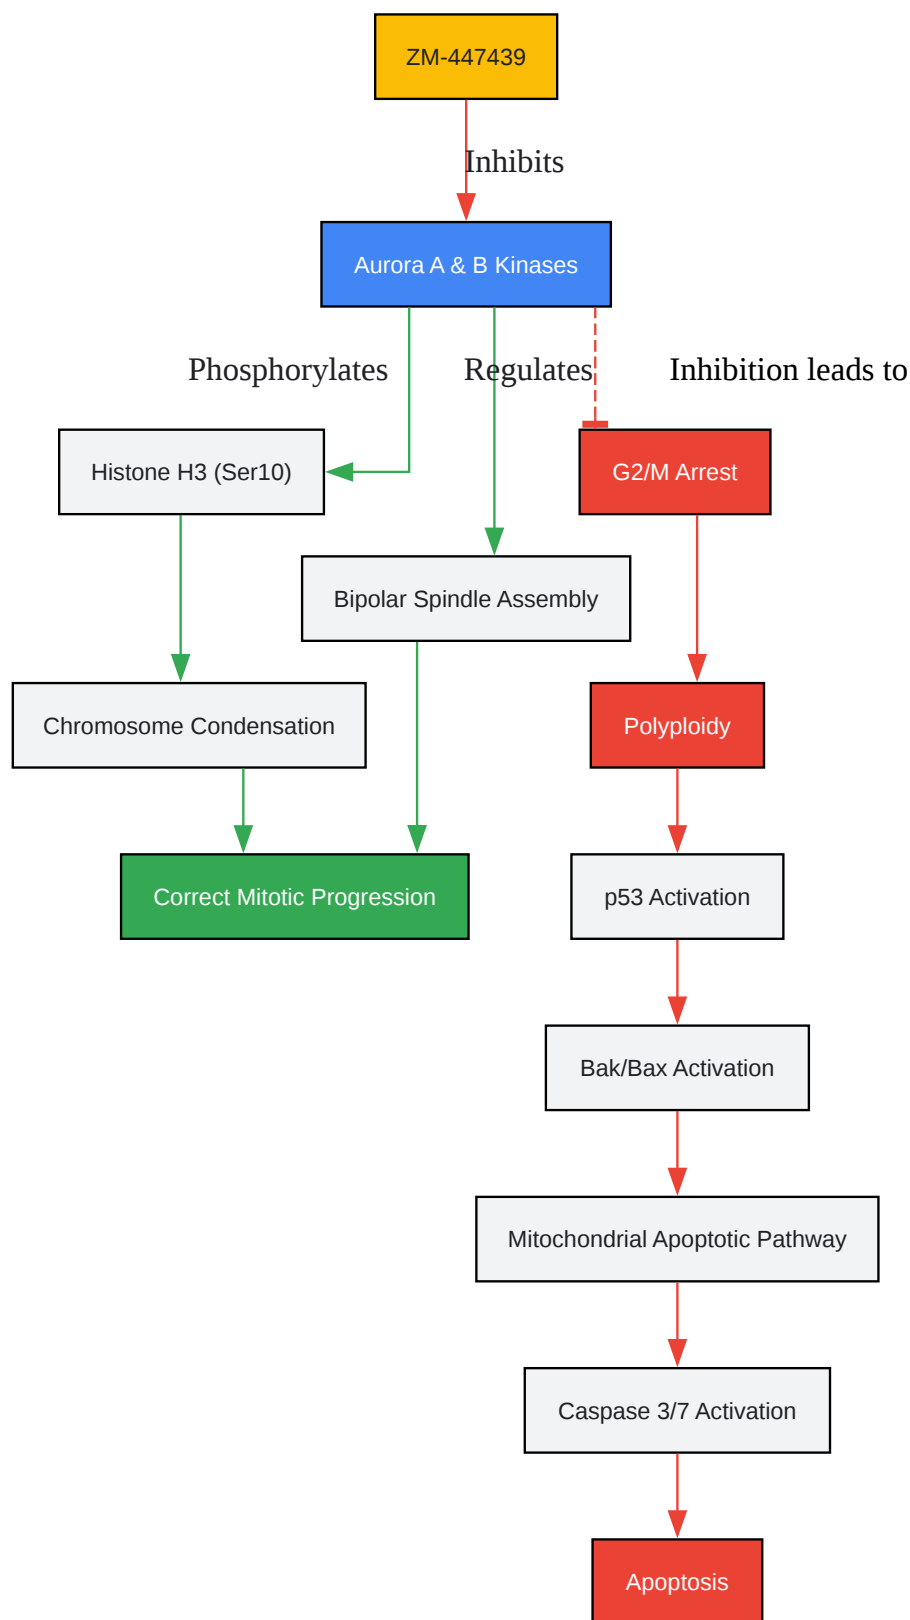 ZM-447439
Inhibits
Aurora A & B Kinases
Phosphorylates
Regulates
Inhibition leads to
Histone H3 (Ser10)
G2/M Arrest
Bipolar Spindle Assembly
Chromosome Condensation
Polyploidy
Correct Mitotic Progression
p53 Activation
Bak/Bax Activation
Mitochondrial Apoptotic Pathway
Caspase 3/7 Activation
Apoptosis